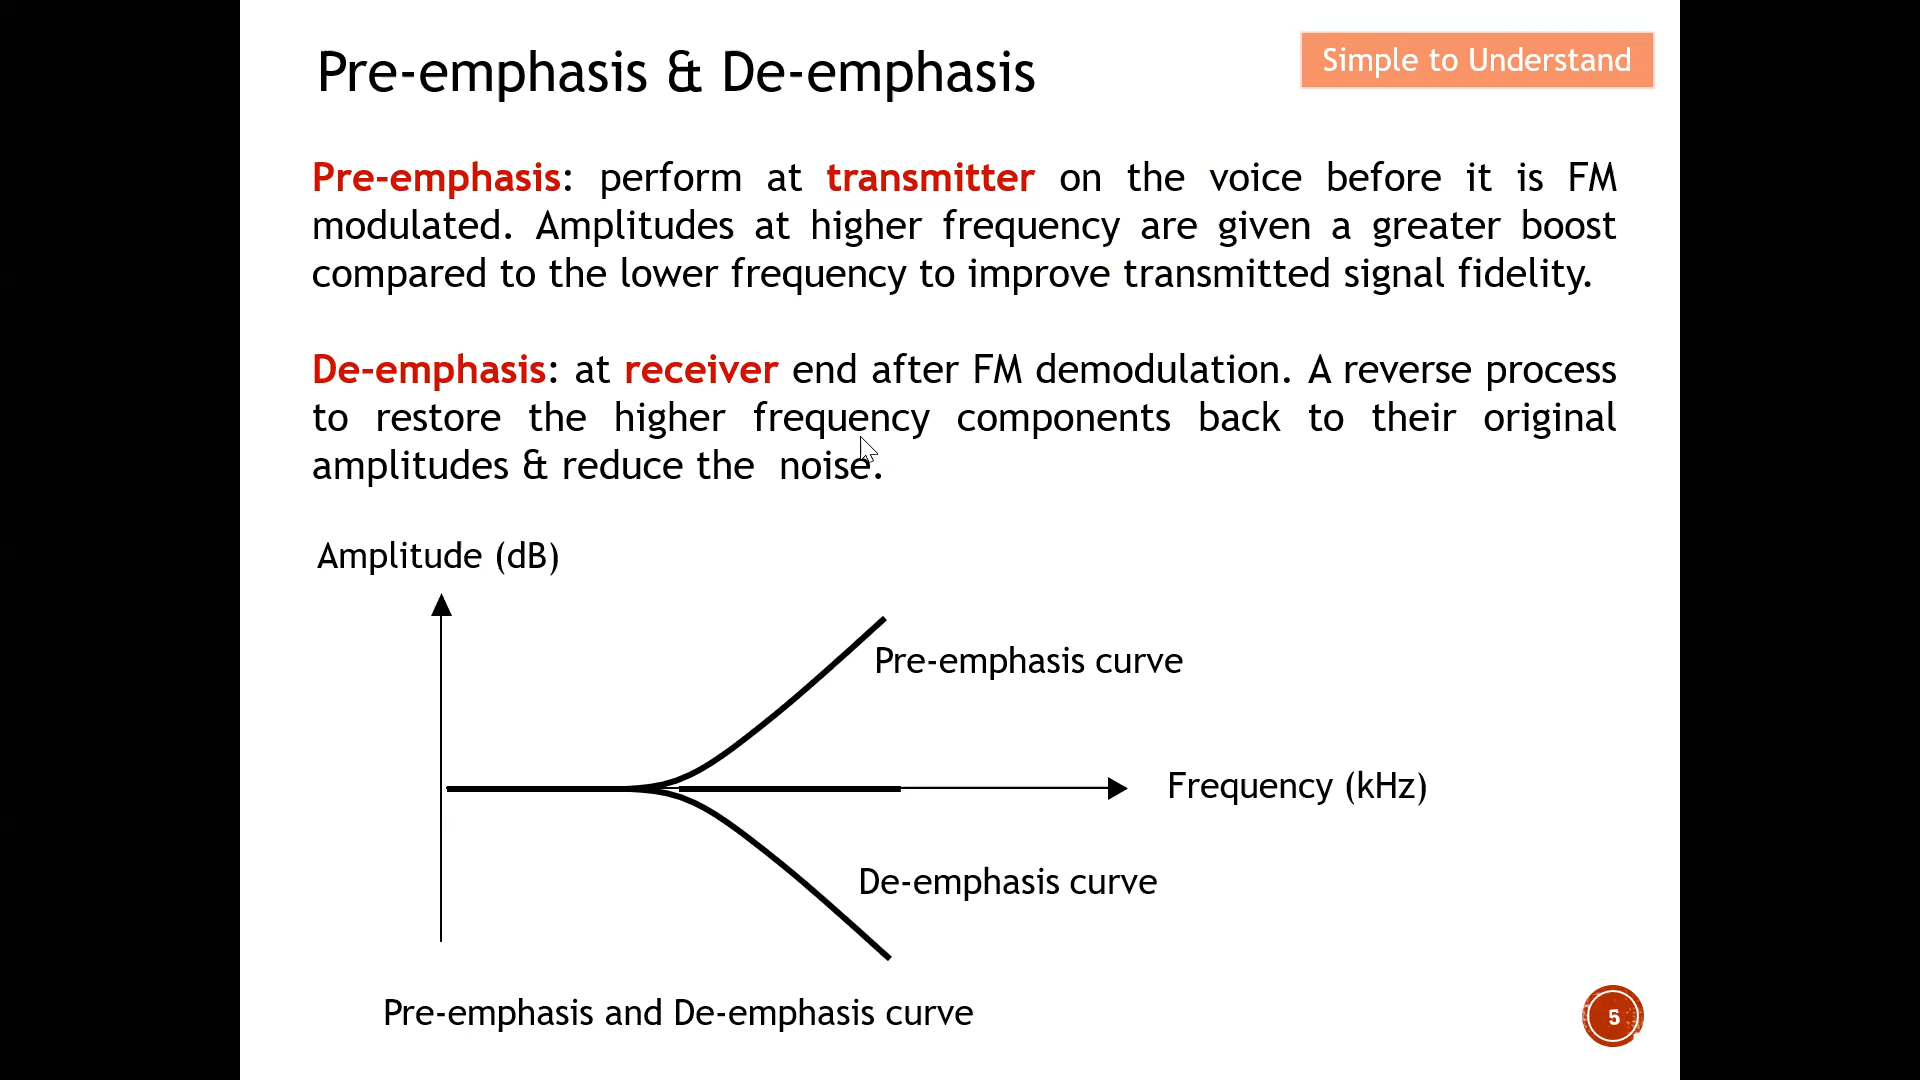 Pre-emphasis & De-emphasis
Simple to Understand
Pre-emphasis: perform at transmitter on the voice before it is FM
modulated. Amplitudes at higher frequency are given a greater boost
compared to the lower frequency to improve transmitted signal fidelity.
De-emphasis: at receiver end after FM demodulation. A reverse process
to restore the higher frequency components back to their original
amplitudes & reduce the noise.
Amplitude (dB)
Pre-emphasis curve
Frequency (kHz)
De-emphasis curve
Pre-emphasis and De-emphasis curve
5